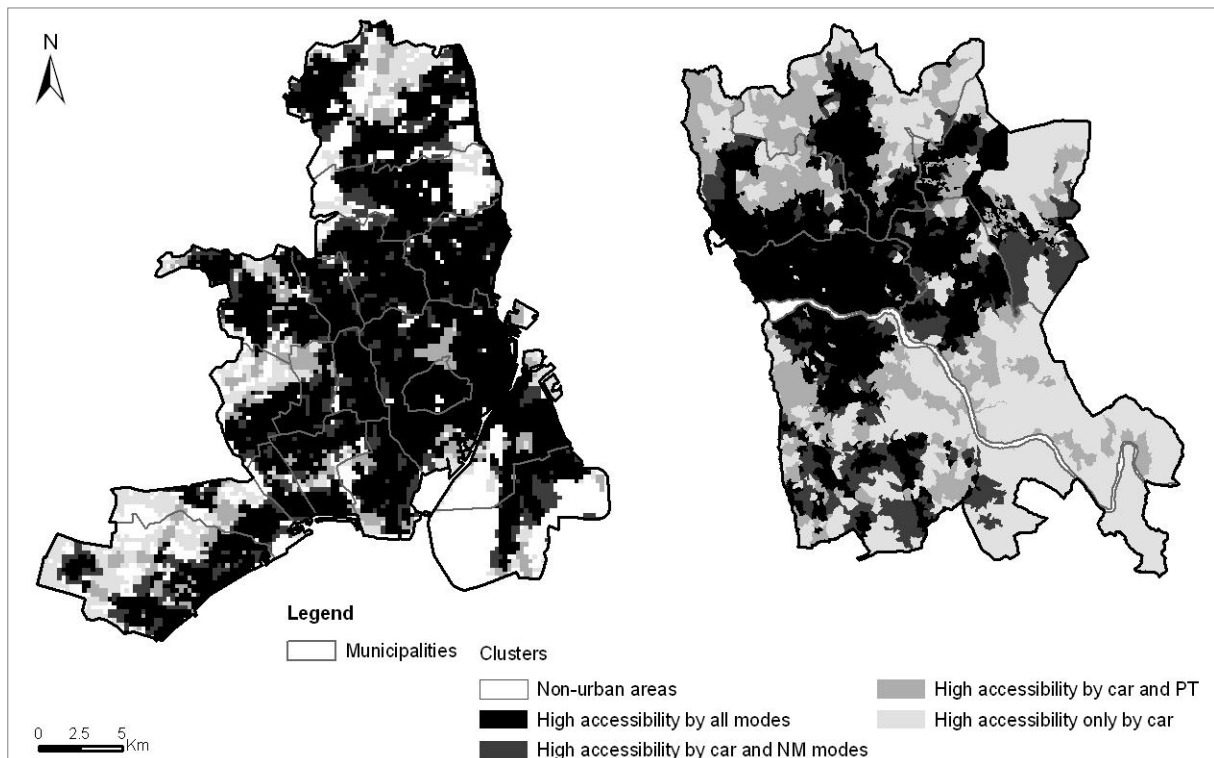 N
Legend
Municipalities
Clusters
Non-urban areas
High accessibility by all modes
High accessibility by car and NM modes
High accessibility by car and PT
High accessibility only by car
0 2.5 5
Km